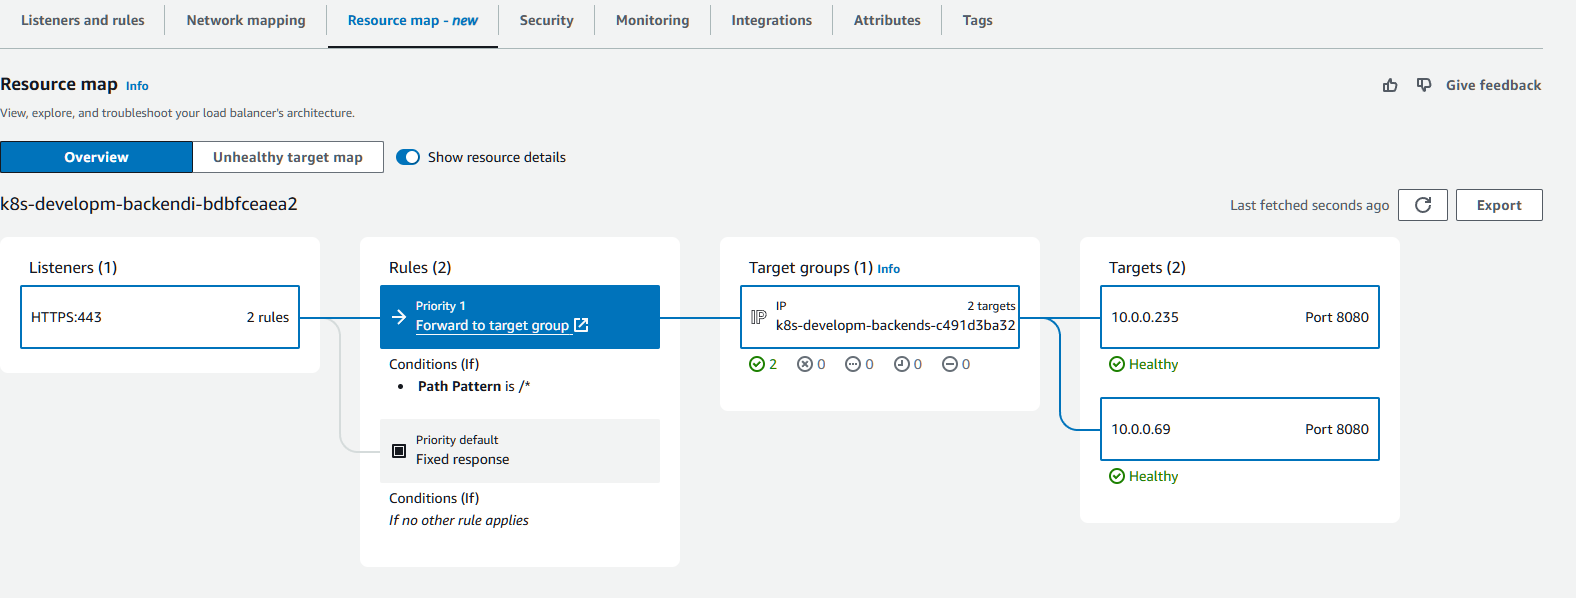 Listeners and rules
Network mapping
Resource map - new
Security
Monitoring
Integrations
Attributes
Tags
Resource map Info
Give feedback
View, explore, and troubleshoot your load balancer's architecture.
Overview
Unhealthy target map
Show resource details
k8s-developm-backendi-bdbfceaea2
Last fetched seconds ago
Export
Listeners (1)
HTTPS:443 2 rules
Rules (2)
Priority 1
Forward to target group
Conditions (If)
• Path Pattern is /*
Priority default
Fixed response
Conditions (If)
If no other rule applies
Target groups (1) Info
IP
IP 2 targets
k8s-developm-backends-c491d3ba32
2 0 0 0 0
Targets (2)
10.0.0.235 Port 8080
Healthy
10.0.0.69 Port 8080
Healthy